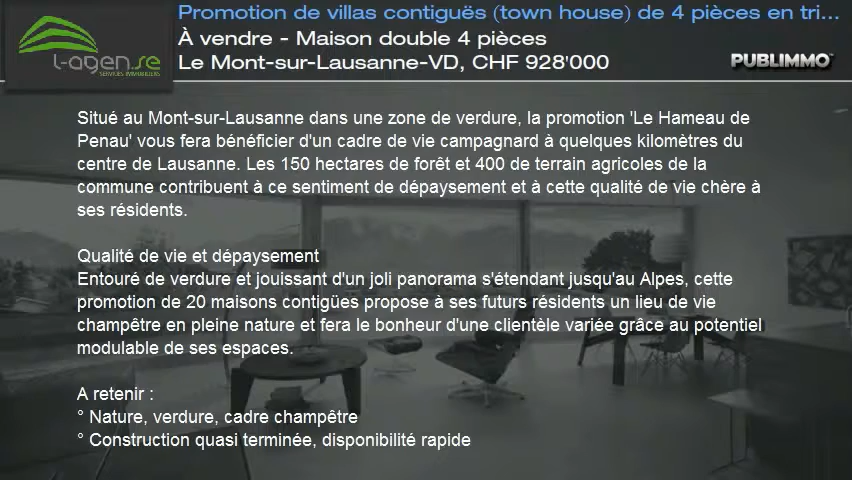 Promotion de villas contiguës (town house) de 4 pièces en tri...
l-agence
SERVICES IMMOBILIERS
À vendre - Maison double 4 pièces
Le Mont-sur-Lausanne-VD, CHF 928'000
PUBLIMMO
Situé au Mont-sur-Lausanne dans une zone de verdure, la promotion 'Le Hameau de
Penau' vous fera bénéficier d'un cadre de vie campagnard à quelques kilomètres du
centre de Lausanne. Les 150 hectares de forêt et 400 de terrain agricoles de la
commune contribuent à ce sentiment de dépaysement et à cette qualité de vie chère à
ses résidents.
Qualité de vie et dépaysement
Entouré de verdure et jouissant d'un joli panorama s'étendant jusqu'au Alpes, cette
promotion de 20 maisons contigües propose à ses futurs résidents un lieu de vie
champêtre en pleine nature et fera le bonheur d'une clientèle variée grâce au potentiel
modulable de ses espaces.
A retenir :
° Nature, verdure, cadre champêtre
° Construction quasi terminée, disponibilité rapide